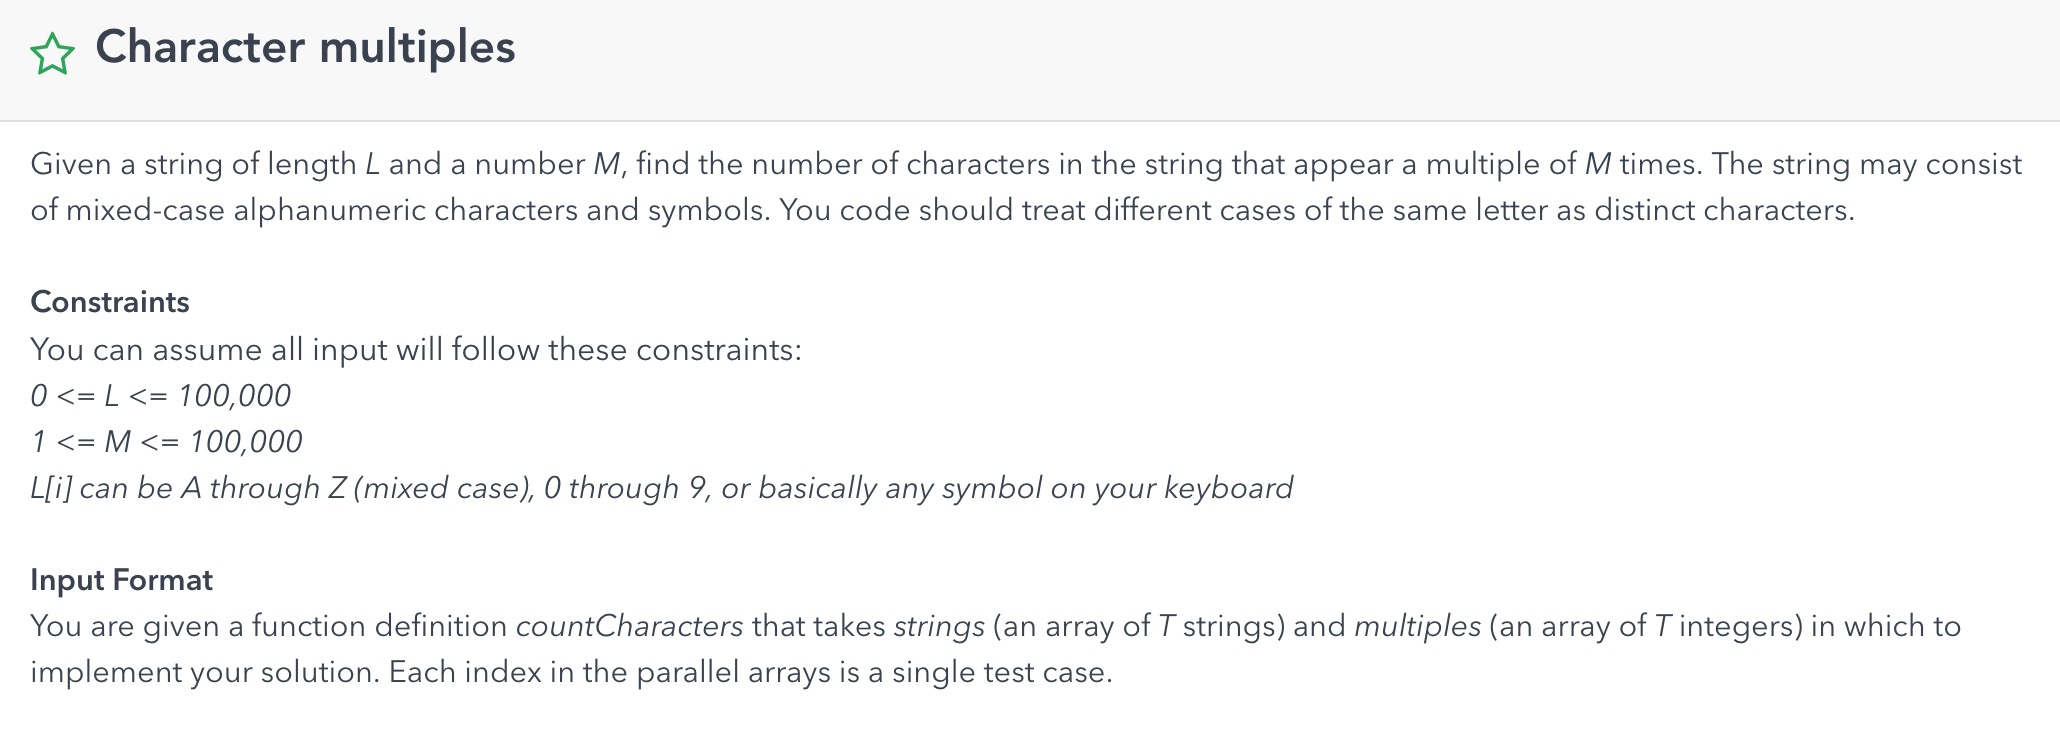 Character multiples
Given a string of length L and a number M, find the number of characters in the string that appear a multiple of M times. The string may consist
of mixed-case alphanumeric characters and symbols. You code should treat different cases of the same letter as distinct characters.
Constraints
You can assume all input will follow these constraints:
0 <= L <= 100,000
1 <= M <= 100,000
L[i] can be A through Z (mixed case), 0 through 9, or basically any symbol on your keyboard
Input Format
You are given a function definition countCharacters that takes strings (an array of T strings) and multiples (an array of T integers) in which to
implement your solution. Each index in the parallel arrays is a single test case.